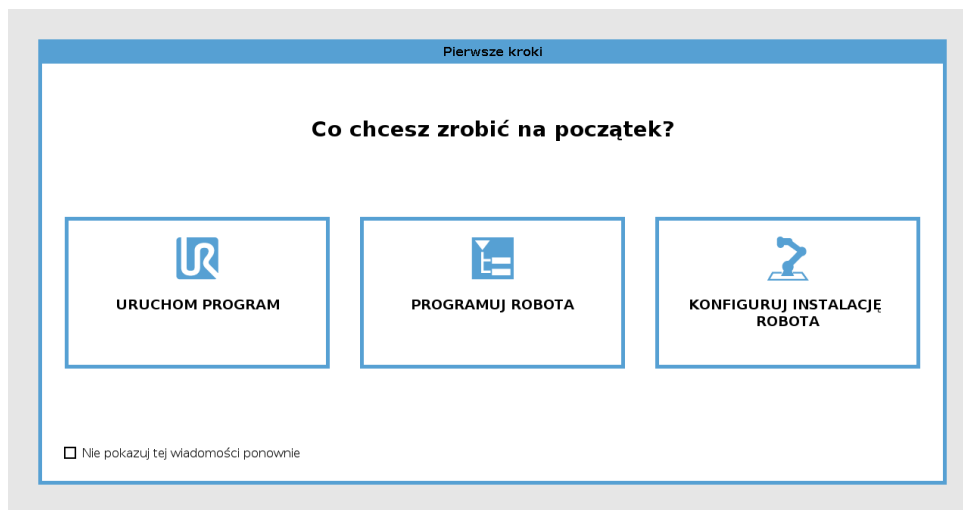 Pierwsze kroki
Co chcesz zrobić na początek?
URUCHOM PROGRAM
PROGRAMUJ ROBOTA
KONFIGURUJ INSTALACJĘ
ROBOTA
Nie pokazuj tej wiadomości ponownie